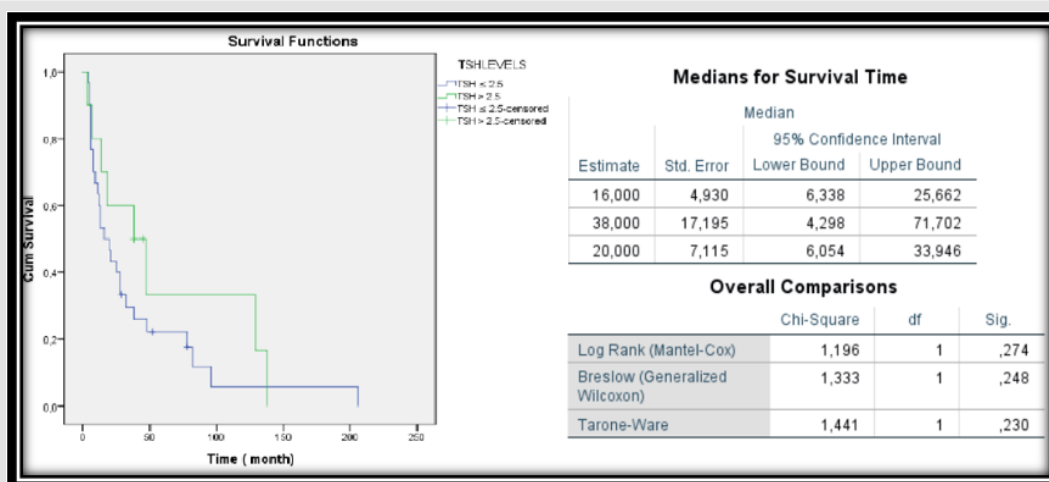 Survival Functions
TSHLEVELS
TSH ≤ 2.5
TSH > 2.5
TSH ≤ 2.5-censored
TSH > 2.5-censored
1,0
0,8
0,6
0,4
0,2
0,0
Cum Survival
0 50 100 150 200 250
Time ( month)
Medians for Survival Time
Median
95% Confidence Interval
Estimate Std. Error Lower Bound Upper Bound
16,000 4,930 6,338 25,662
38,000 17,195 4,298 71,702
20,000 7,115 6,054 33,946
Overall Comparisons
Chi-Square df Sig.
Log Rank (Mantel-Cox) 1,196 1 ,274
Breslow (Generalized
Wilcoxon) 1,333 1 ,248
Tarone-Ware 1,441 1 ,230